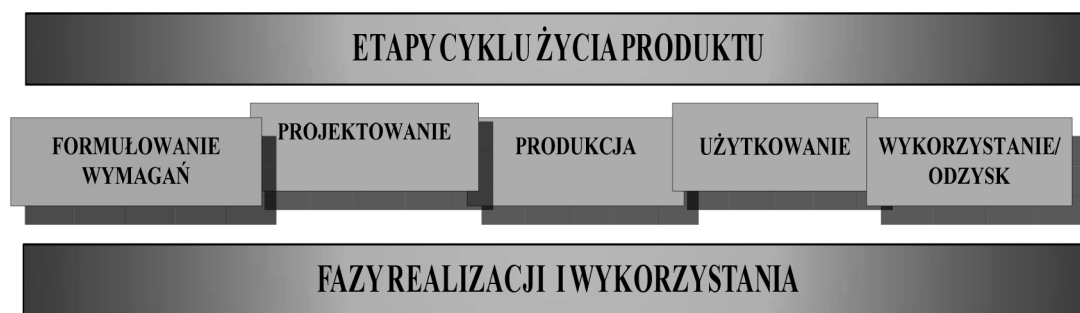 ETAPY CYKLU ŻYCIA PRODUKTU
FORMUŁOWANIE
WYMAGAŃ
PROJEKTOWANIE
PRODUKCJA
UŻYTKOWANIE
WYKORZYSTANIE/
ODZYSK
FAZY REALIZACJI I WYKORZYSTANIA